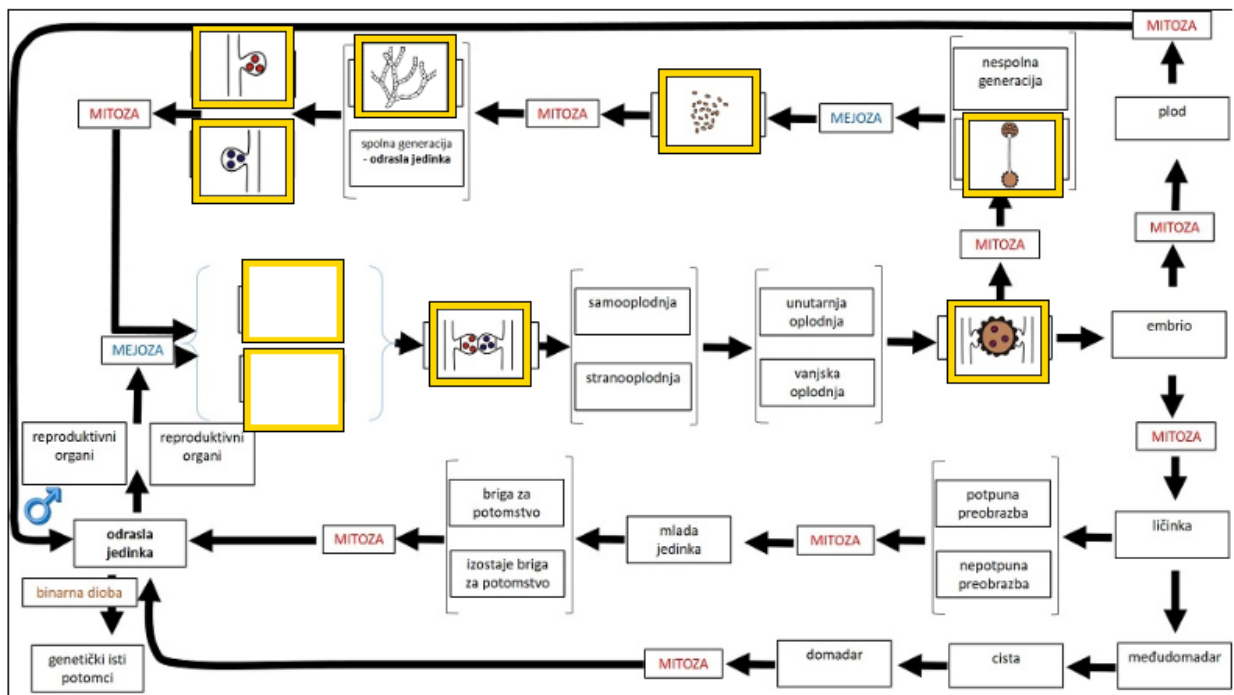 MITOZA
nespolna
generacija
plod
MITOZA
spolna generacija
- odrasla jedinka
MITOZA
MEJOZA
MITOZA
MITOZA
samooplodnja
stranooplodnja
unutarnja
oplodnja
vanjska
oplodnja
embrio
MEJOZA
reproduktivni
organi
reproduktivni
organi
MITOZA
odrasla
jedinka
MITOZA
briga za
potomstvo
izostaje briga
za potomstvo
mlada
jedinka
MITOZA
potpuna
preobrazba
nepotpuna
preobrazba
ličinka
binarna dioba
genetički isti
potomci
MITOZA
domadar
cista
međudomadar